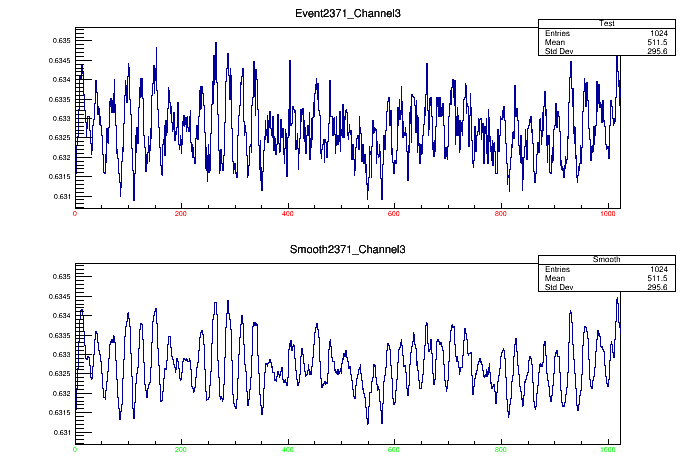 Event2371_Channel3
Test
Entries 1024
Mean 511.5
Std Dev 295.6
0.635
0.6345
0.634
0.6335
0.633
0.6325
0.632
0.6315
0.631
0 200 400 600 800 1000
Smooth2371_Channel3
Smooth
Entries 1024
Mean 511.5
Std Dev 295.6
0.635
0.6345
0.634
0.6335
0.633
0.6325
0.632
0.6315
0.631
0 200 400 600 800 1000